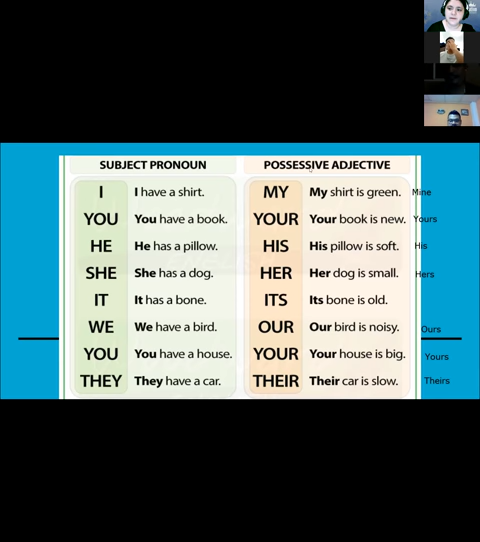 SUBJECT PRONOUN POSSESSIVE ADJECTIVE
I I have a shirt. MY My shirt is green. Mine
YOU You have a book. YOUR Your book is new. Yours
HE He has a pillow. HIS His pillow is soft. His
SHE She has a dog. HER Her dog is small. Hers
IT It has a bone. ITS Its bone is old.
WE We have a bird. OUR Our bird is noisy. Ours
YOU You have a house. YOUR Your house is big. Yours
THEY They have a car. THEIR Their car is slow. Theirs